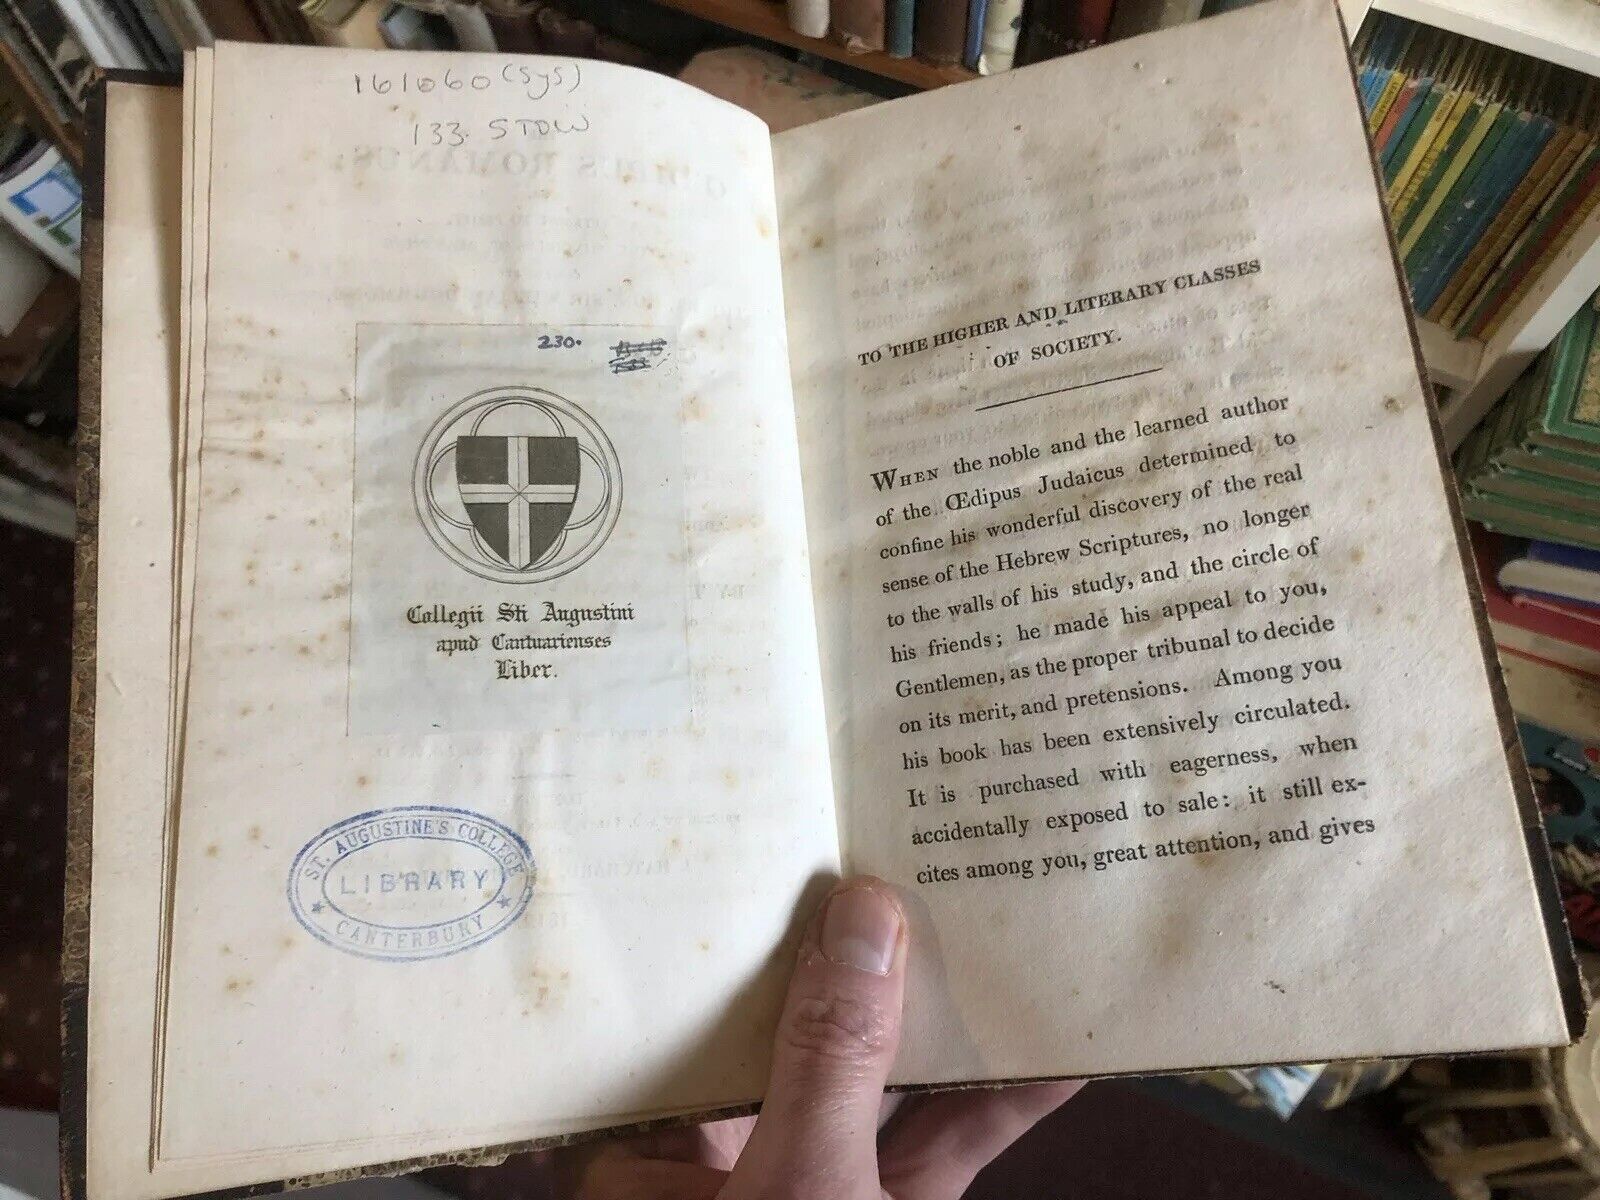 161060 (sys)
133. STOW
230.
Collegii Sti Augustini
apud Cantuarienses
Liber.
ST. AUGUSTINE'S COLLEGE
LIBRARY
CANTERBURY
TO THE HIGHER AND LITERARY CLASSES
OF SOCIETY.
WHEN the noble and the learned author
of the Œdipus Judaicus determined to
confine his wonderful discovery of the real
sense of the Hebrew Scriptures, no longer
to the walls of his study, and the circle of
his friends; he made his appeal to you,
Gentlemen, as the proper tribunal to decide
on its merit, and pretensions. Among you
his book has been extensively circulated.
It is purchased with eagerness, when
accidentally exposed to sale: it still ex-
cites among you, great attention, and gives